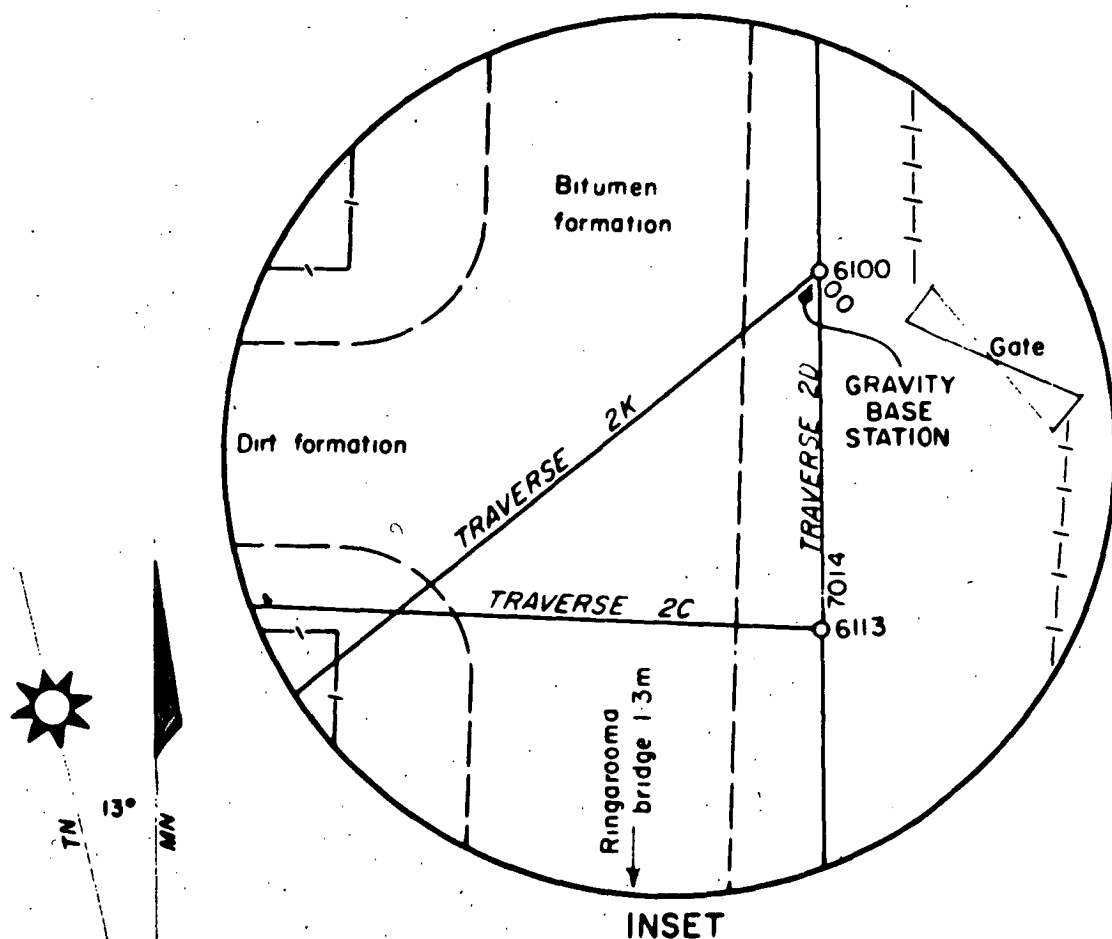 Bitumen
formation
6100
Gate
GRAVITY
BASE
STATION
TRAVERSE 2D
TRAVERSE 2K
Dirt formation
7014
TRAVERSE 2C
6113
Ringarooma
bridge 1·3m
13°
TN
MN
INSET